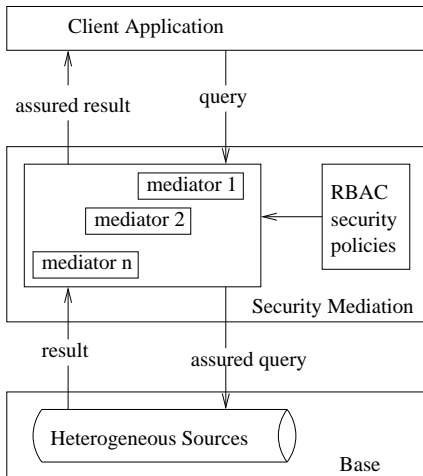 Client Application
assured result
query
mediator 1
mediator 2
mediator n
RBAC
security
policies
Security Mediation
result
assured query
Heterogeneous Sources
Base